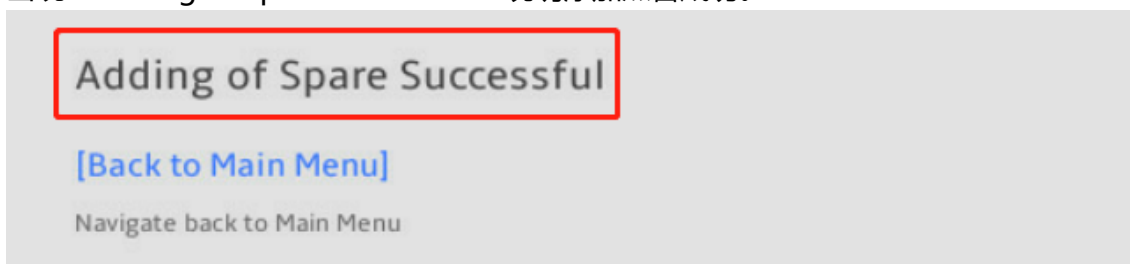 Adding of Spare Successful
[Back to Main Menu]
Navigate back to Main Menu